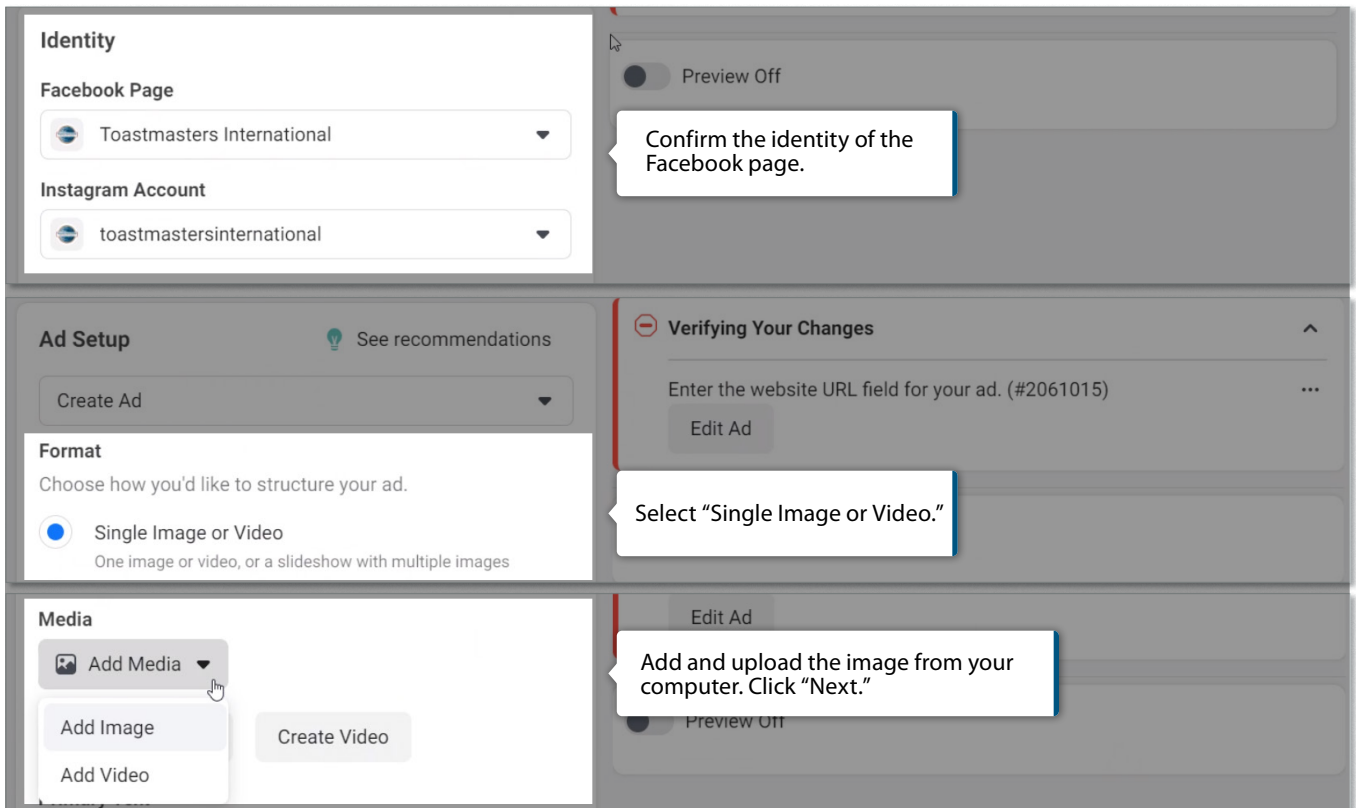 Identity
Facebook Page
Toastmasters International
Instagram Account
toastmastersinternational
Preview Off
Confirm the identity of the
Facebook page.
Ad Setup
See recommendations
Create Ad
Format
Choose how you'd like to structure your ad.
Single Image or Video
One image or video, or a slideshow with multiple images
Verifying Your Changes
Enter the website URL field for your ad. (#2061015)
Edit Ad
Select “Single Image or Video.”
Media
Add Media
Add Image
Create Video
Add Video
Edit Ad
Add and upload the image from your
computer. Click “Next.”
Preview Off